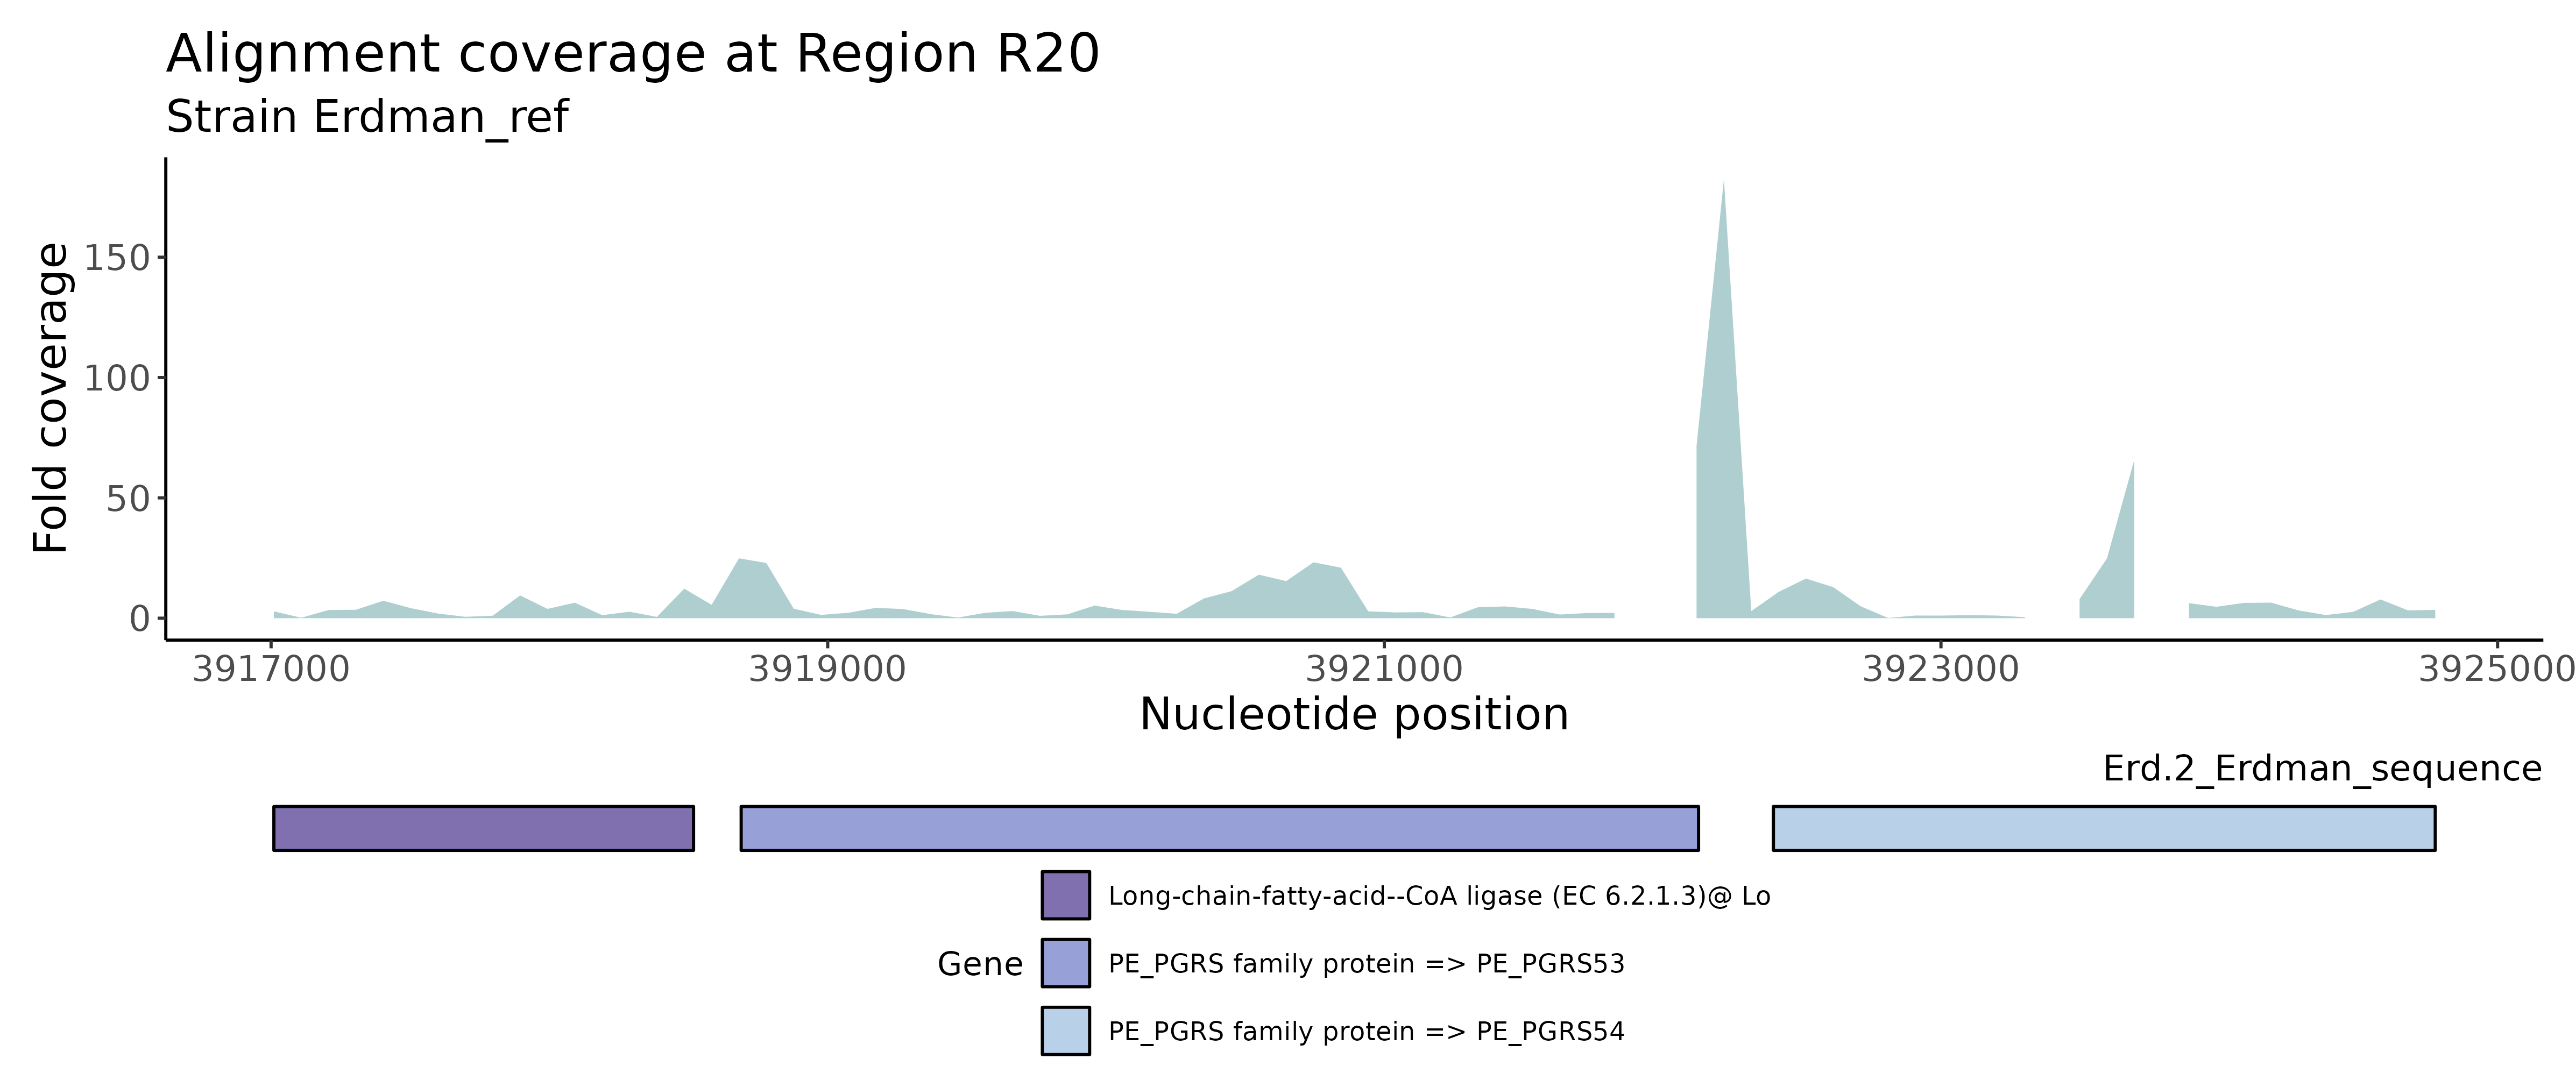 Alignment coverage at Region R20
Strain Erdman_ref
Fold coverage
150
100
50
0
3917000 3919000 3921000 3923000 3925000
Nucleotide position
Erd.2_Erdman_sequence
Long-chain-fatty-acid--CoA ligase (EC 6.2.1.3)@ Lo
Gene PE_PGRS family protein => PE_PGRS53
PE_PGRS family protein => PE_PGRS54